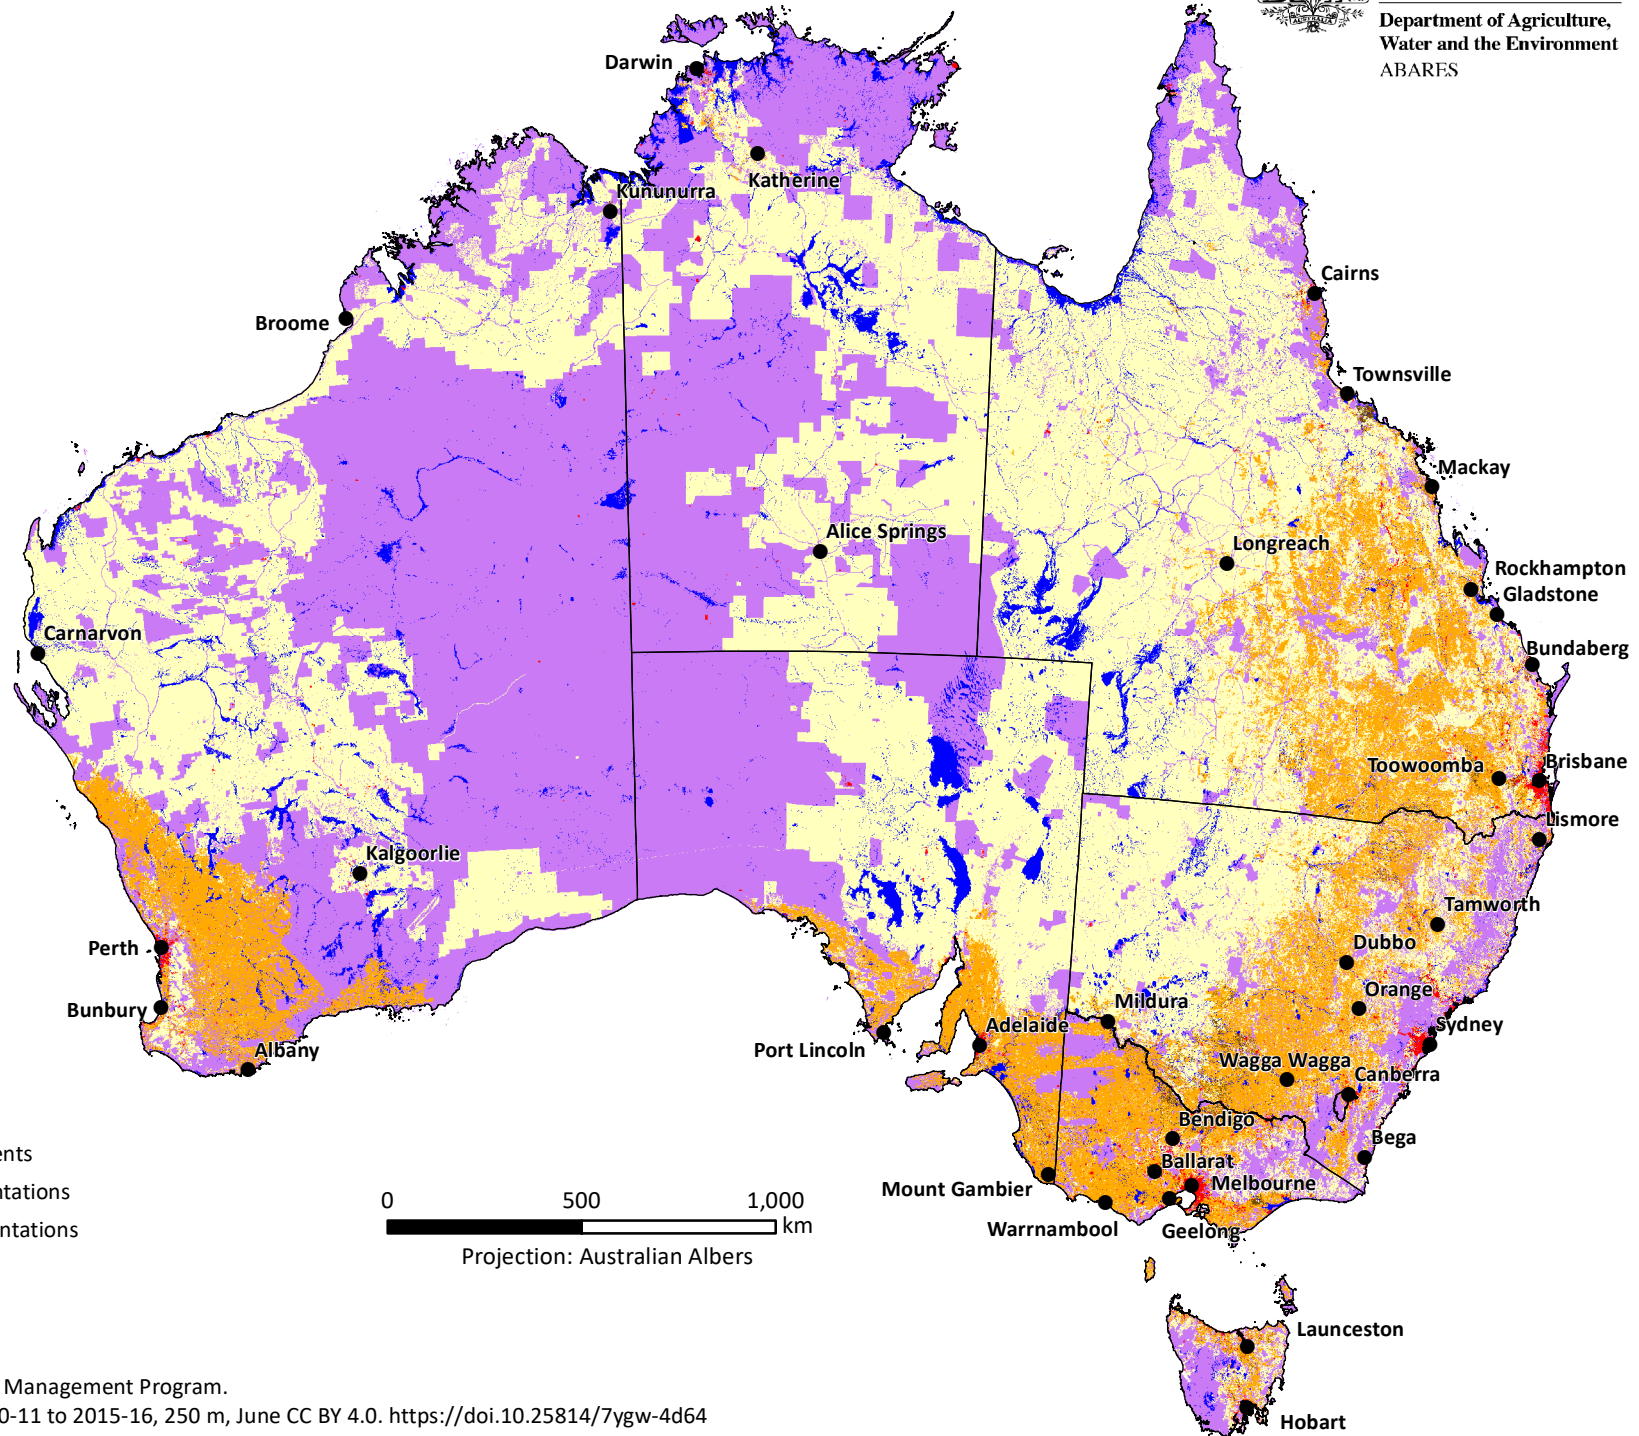 AUSTRALIA
Department of Agriculture,
Water and the Environment
ABARES
Darwin
Katherine
Kununurra
Cairns
Broome
Townsville
Mackay
Alice Springs
Longreach
Rockhampton
Gladstone
Carnarvon
Bundaberg
Toowoomba
Brisbane
Lismore
Kalgoorlie
Tamworth
Perth
Dubbo
Orange
Bunbury
Mildura
Sydney
Adelaide
Albany
Port Lincoln
Wagga Wagga
Canberra
Bendigo
Bega
ents
Ballarat
Mount Gambier
Melbourne
ntations
Warrnambool
Geelong
ntations
0 500 1,000
km
Projection: Australian Albers
Launceston
Management Program.
0-11 to 2015-16, 250 m, June CC BY 4.0. https://doi.org/10.25814/7ygw-4d64
Hobart